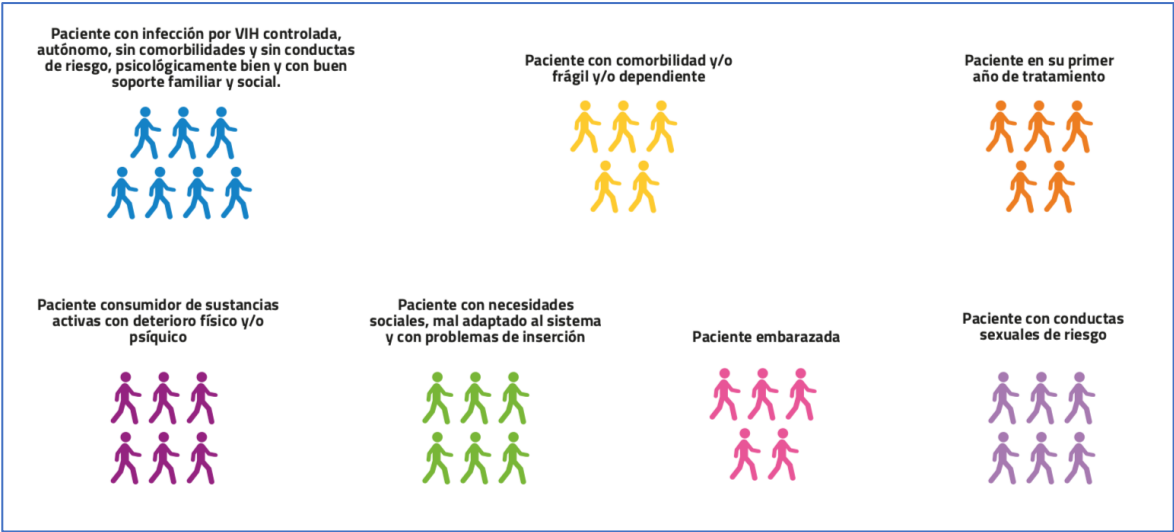 Paciente con infección por VIH controlada,
autónomo, sin comorbilidades y sin conductas
de riesgo, psicológicamente bien y con buen
soporte familiar y social.
Paciente con comorbilidad y/o
frágil y/o dependiente
Paciente en su primer
año de tratamiento
Paciente consumidor de sustancias
activas con deterioro físico y/o
psíquico
Paciente con necesidades
sociales, mal adaptado al sistema
y con problemas de inserción
Paciente embarazada
Paciente con conductas
sexuales de riesgo